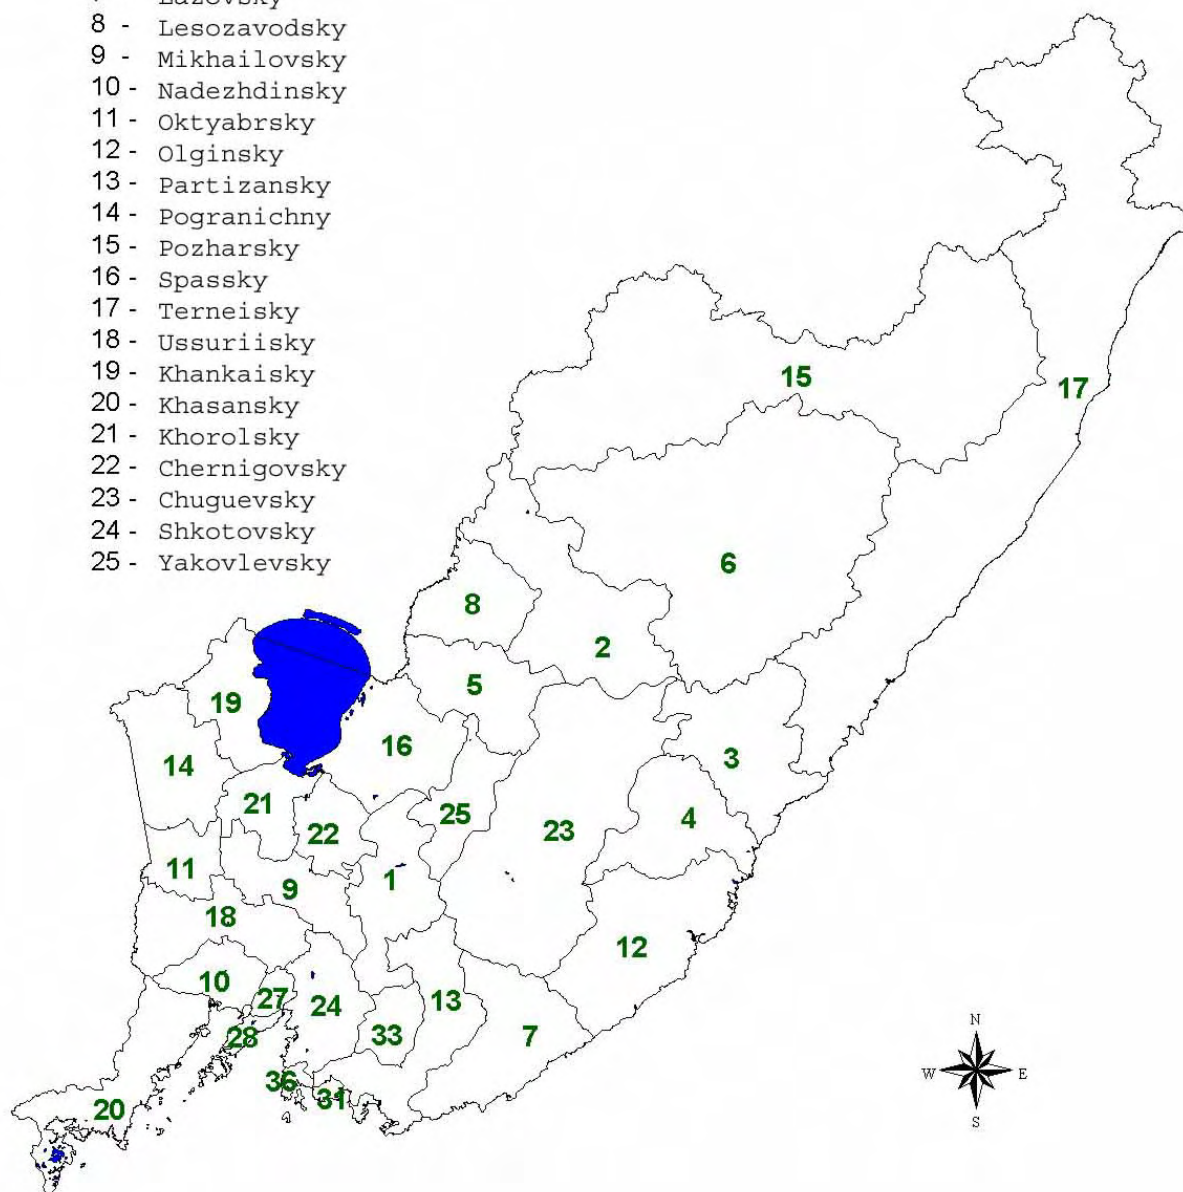 8 - Lesozavodsky
9 - Mikhailovsky
10 - Nadezhdinsky
11 - Oktyabrsky
12 - Olginsky
13 - Partizansky
14 - Pogranichny
15 - Pozharsky
16 - Spassky
17 - Terneisky
18 - Ussuriisky
19 - Khankaisky
20 - Khasansky
21 - Khorolsky
22 - Chernigovsky
23 - Chuguevsky
24 - Shkotovsky
25 - Yakovlevsky
15
17
6
8
2
5
19
16
3
14
21
25
4
22
23
11
1
9
18
12
10
27
24
13
33
7
28
36
31
20
N
W
E
S